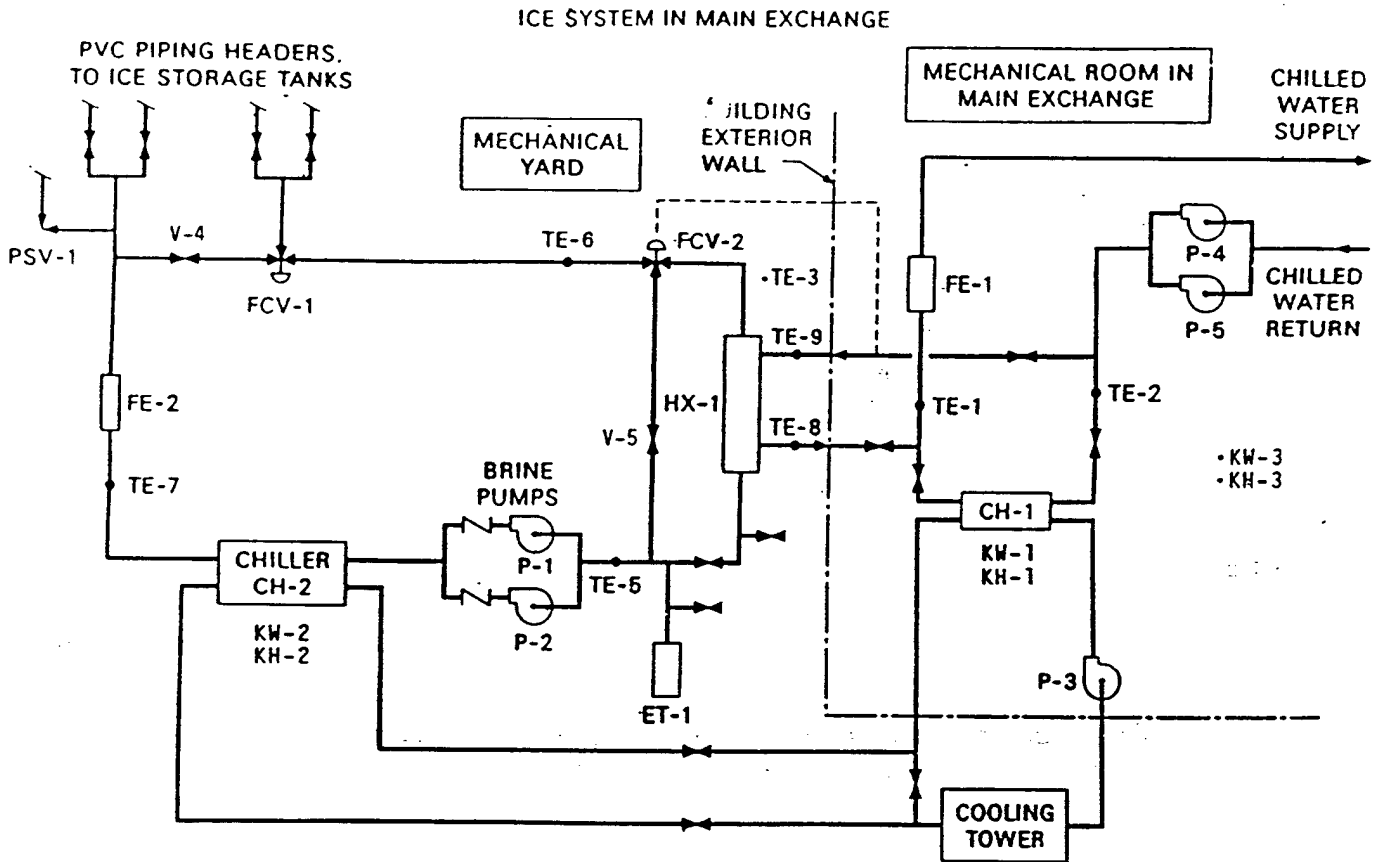 ICE SYSTEM IN MAIN EXCHANGE
PVC PIPING HEADERS,
TO ICE STORAGE TANKS
MECHANICAL
YARD
EXTERIOR
WALL
MECHANICAL ROOM IN
MAIN EXCHANGE
CHILLED
WATER
SUPPLY
PSV-1
V-4
FCV-1
TE-6
FCV-2
TE-3
FE-1
P-4
P-5
CHILLED
WATER
RETURN
TE-9
FE-2
HX-1
TE-1
TE-2
V-5
TE-8
TE-7
BRINE
PUMPS
KW-3
KH-3
CH-1
KW-1
KH-1
CHILLER
CH-2
KW-2
KH-2
P-1
P-2
TE-5
ET-1
P-3
COOLING
TOWER